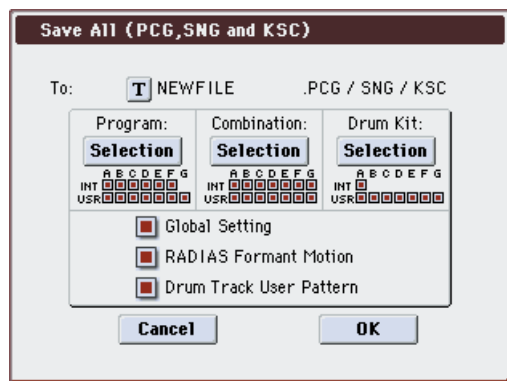 Save All (PCG,SNG and KSC)
To: T NEWFILE .PCG / SNG / KSC
Program: Combination: Drum Kit:
Selection Selection Selection
A B C D E F G A B C D E F G A B C D E F G
INT INT INT
USR USR USR
Global Setting
RADIAS Formant Motion
Drum Track User Pattern
Cancel OK